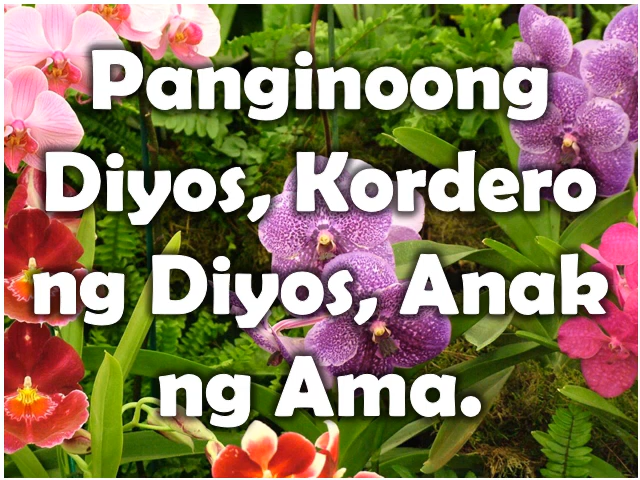 Panginoong
Diyos, Kordero
ng Diyos, Anak
ng Ama.